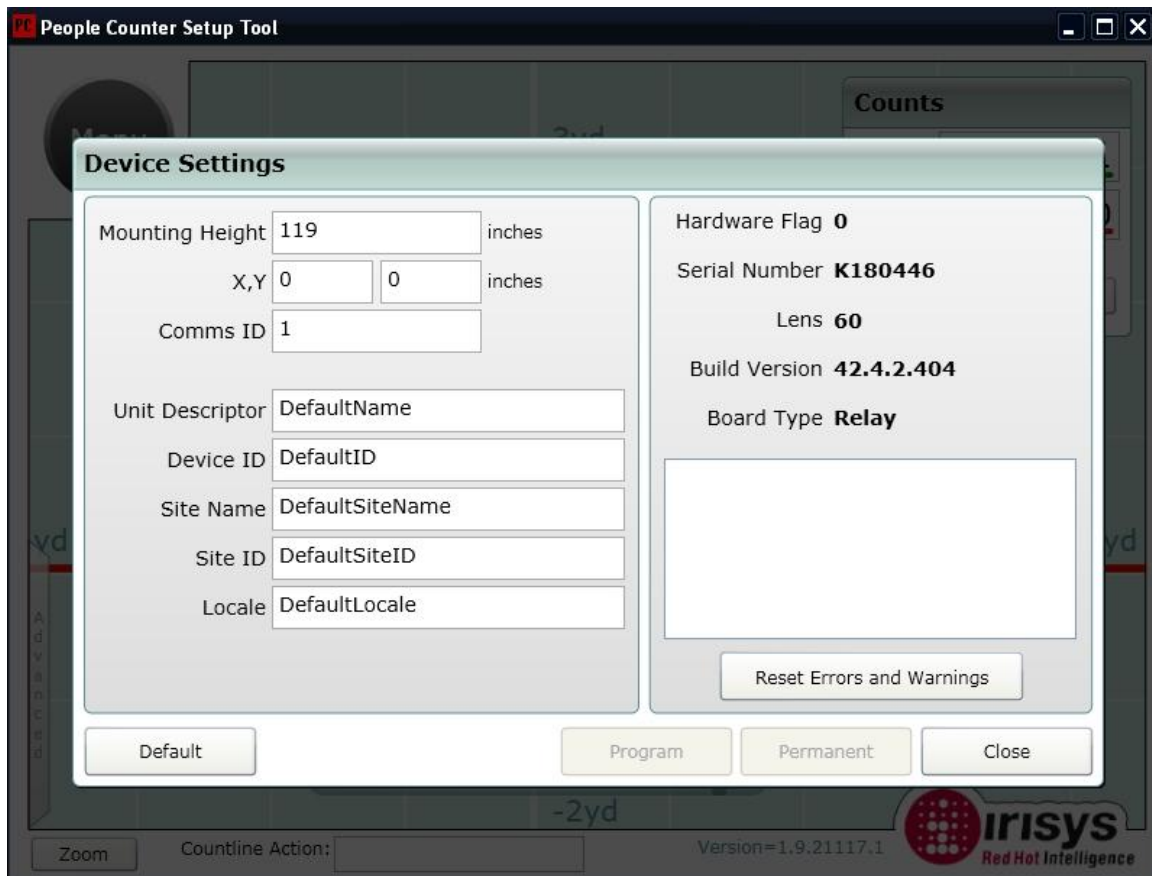 People Counter Setup Tool
Counts
Device Settings
Mounting Height 119 inches
X,Y 0 0 inches
Comms ID 1
Unit Descriptor DefaultName
Device ID DefaultID
Site Name DefaultSiteName
Site ID DefaultSiteID
Locale DefaultLocale
Hardware Flag 0
Serial Number K180446
Lens 60
Build Version 42.4.2.404
Board Type Relay
Reset Errors and Warnings
Default
Program
Permanent
Close
yd
yd
Advanced
-2yd
Zoom
Countline Action:
Version=1.9.21117.1
irisys
Red Hot Intelligence